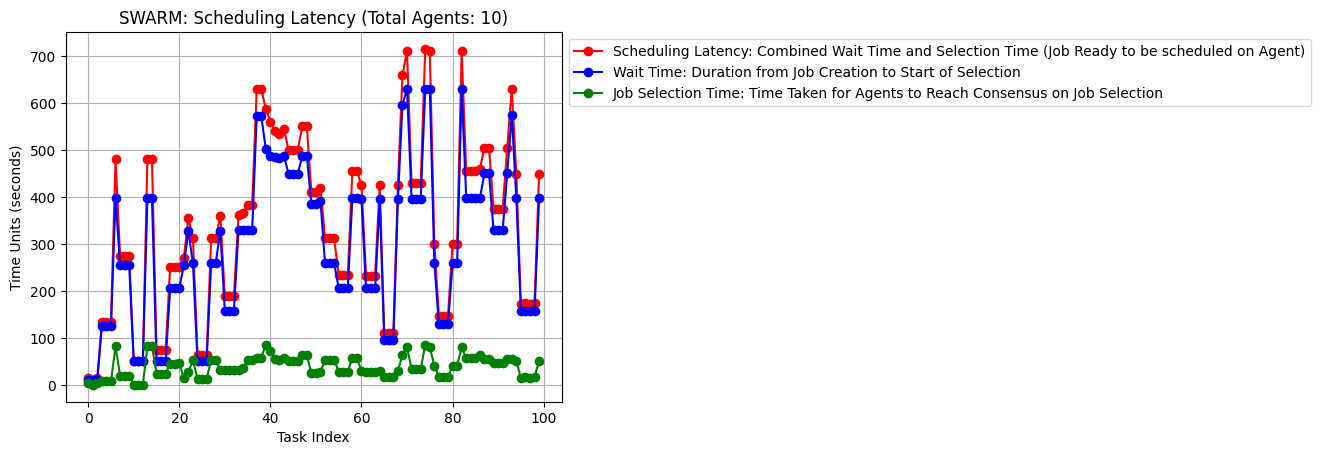 SWARM: Scheduling Latency (Total Agents: 10)
Scheduling Latency: Combined Wait Time and Selection Time (Job Ready to be scheduled on Agent)
Wait Time: Duration from Job Creation to Start of Selection
Job Selection Time: Time Taken for Agents to Reach Consensus on Job Selection
Time Units (seconds)
700
600
500
400
300
200
100
0
0 20 40 60 80 100
Task Index